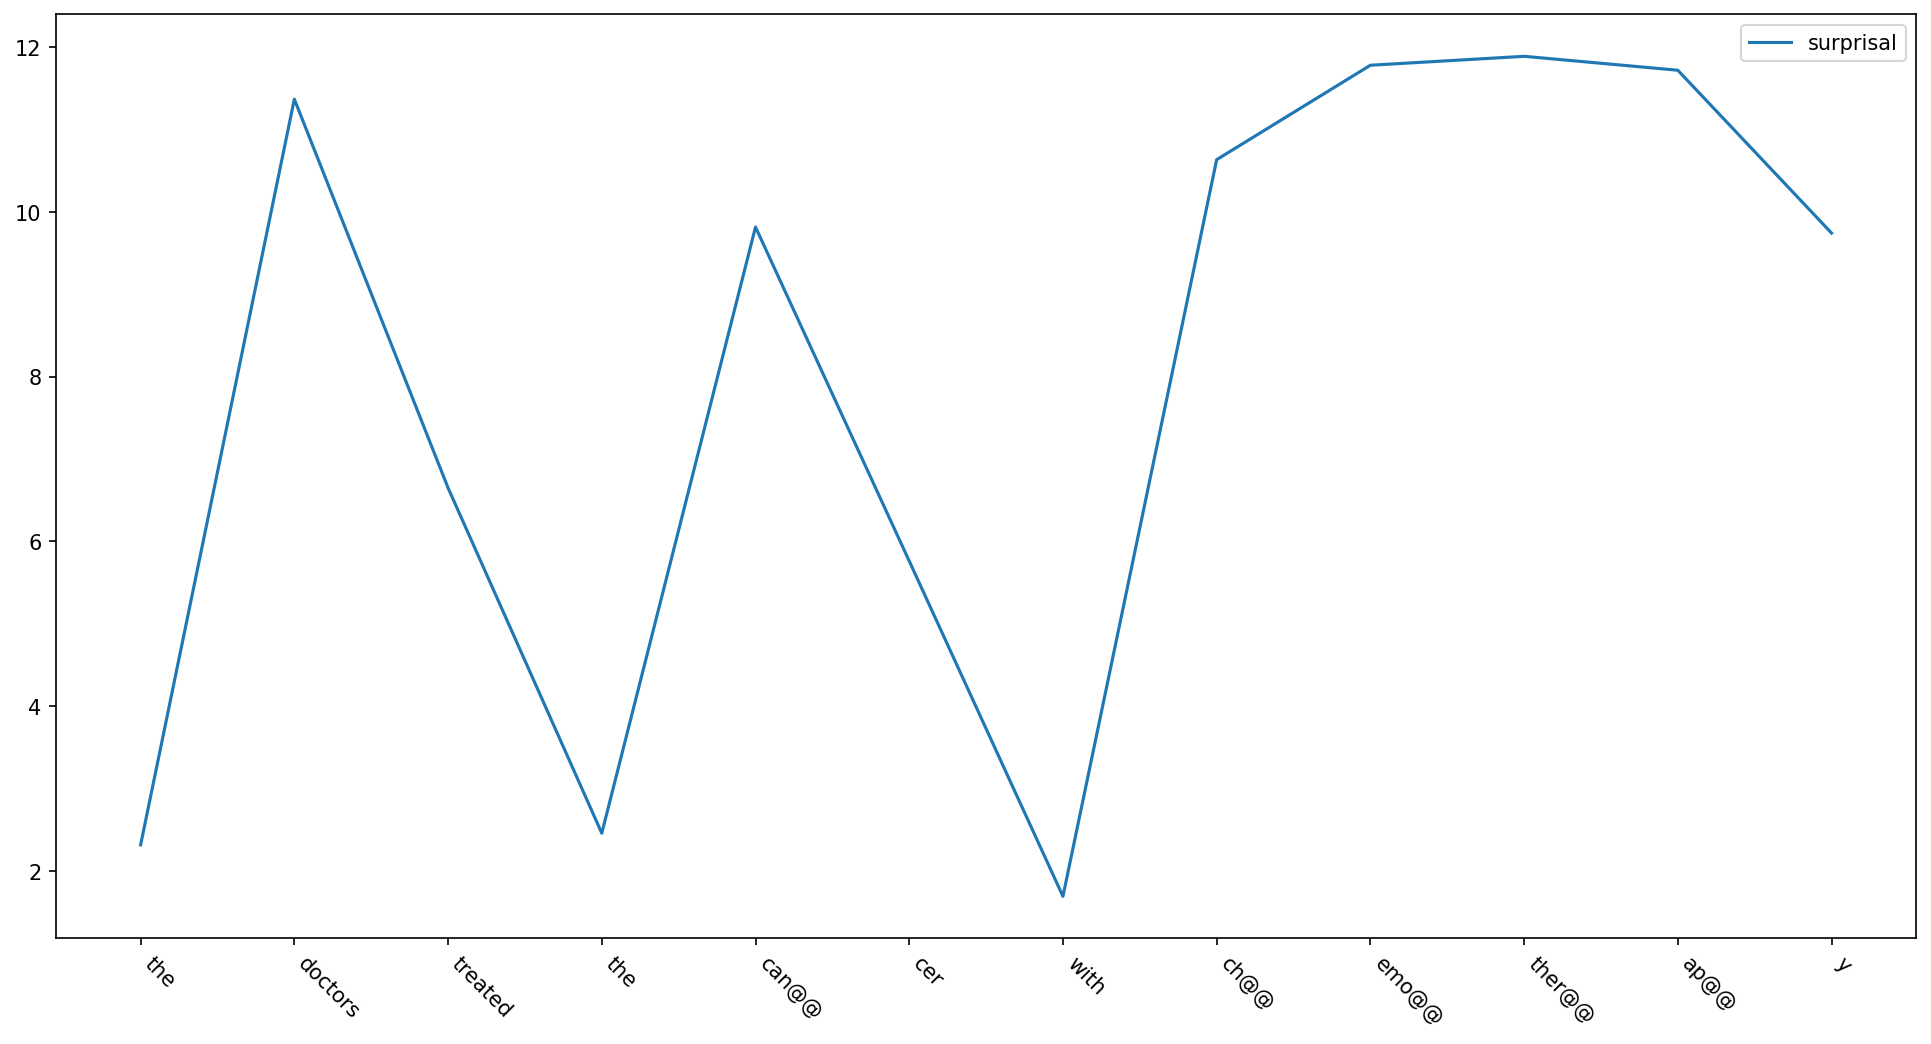 surprisal
12
10
8
6
4
2
the
doctors
treated
the
can@@
cer
with
ch@@
emo@@
ther@@
ap@@
y